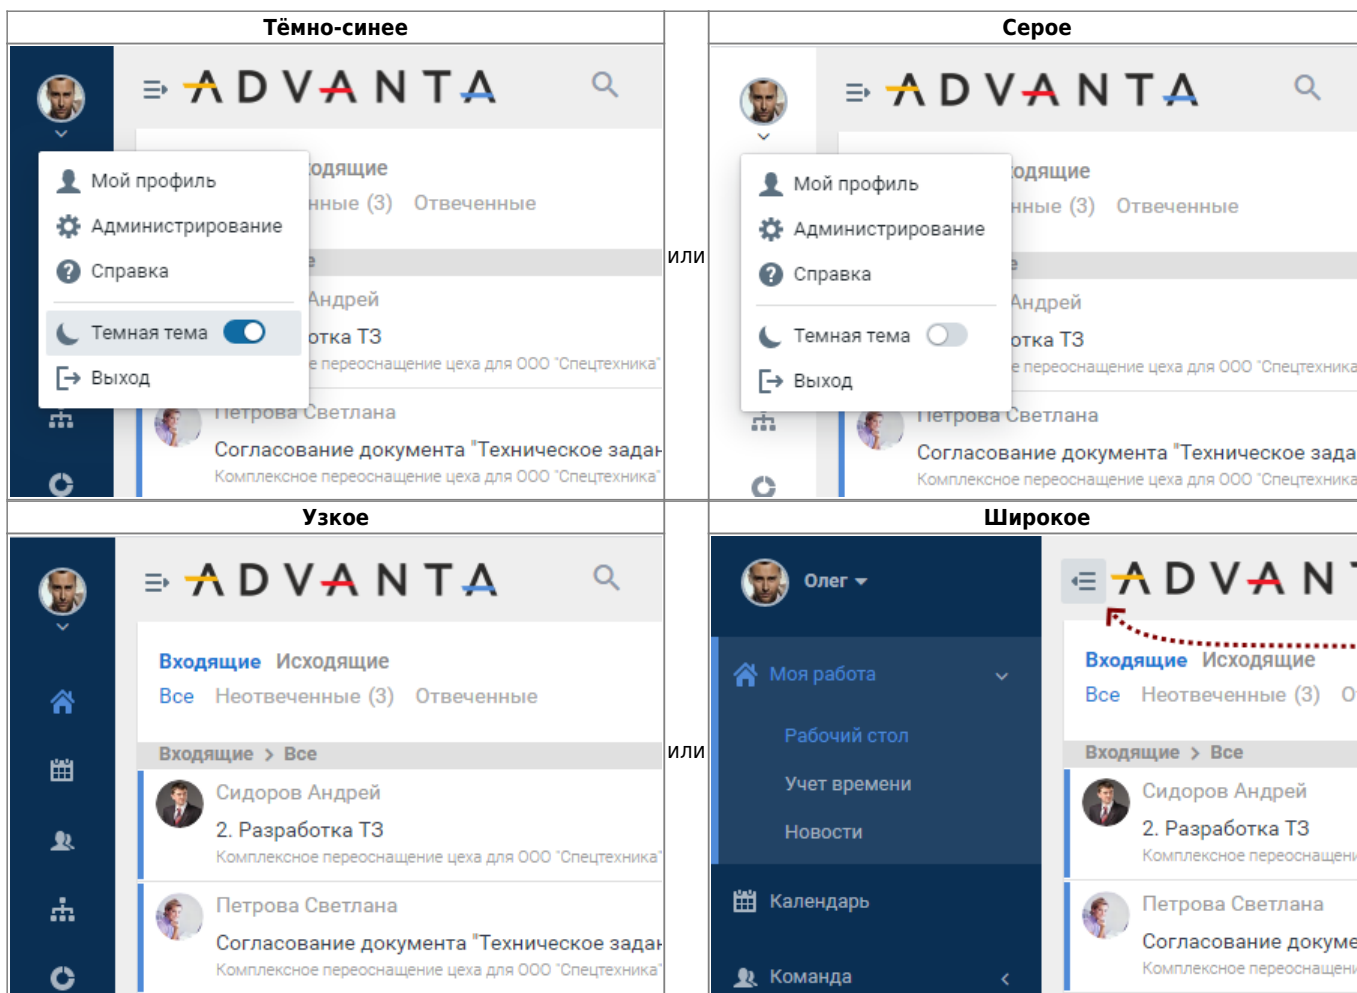 Тёмно-синее
ADVANTA
Мой профиль
Администрирование
Справка
Темная тема
Выход
одящие
нные (3) Отвеченные
Андрей
отка ТЗ
е переоснащение цеха для ООО "Спецтехника"
Петрова Светлана
Согласование документа "Техническое задан
Комплексное переоснащение цеха для ООО "Спецтехника"
или
Серое
ADVANTA
Мой профиль
Администрирование
Справка
Темная тема
Выход
одящие
нные (3) Отвеченные
Андрей
отка ТЗ
е переоснащение цеха для ООО "Спецтехника
Петрова Светлана
Согласование документа "Техническое зада
Комплексное переоснащение цеха для ООО "Спецтехника
Узкое
ADVANTA
Входящие Исходящие
Все Неотвеченные (3) Отвеченные
Входящие > Все
Сидоров Андрей
2. Разработка ТЗ
Комплексное переоснащение цеха для ООО "Спецтехника"
Петрова Светлана
Согласование документа "Техническое задан
Комплексное переоснащение цеха для ООО "Спецтехника"
или
Широкое
Олег
Моя работа
Рабочий стол
Учет времени
Новости
Календарь
Команда
ADVANT
Входящие Исходящие
Все Неотвеченные (3) О
Входящие > Все
Сидоров Андрей
2. Разработка ТЗ
Комплексное переоснащени
Петрова Светлана
Согласование докуме
Комплексное переоснащени